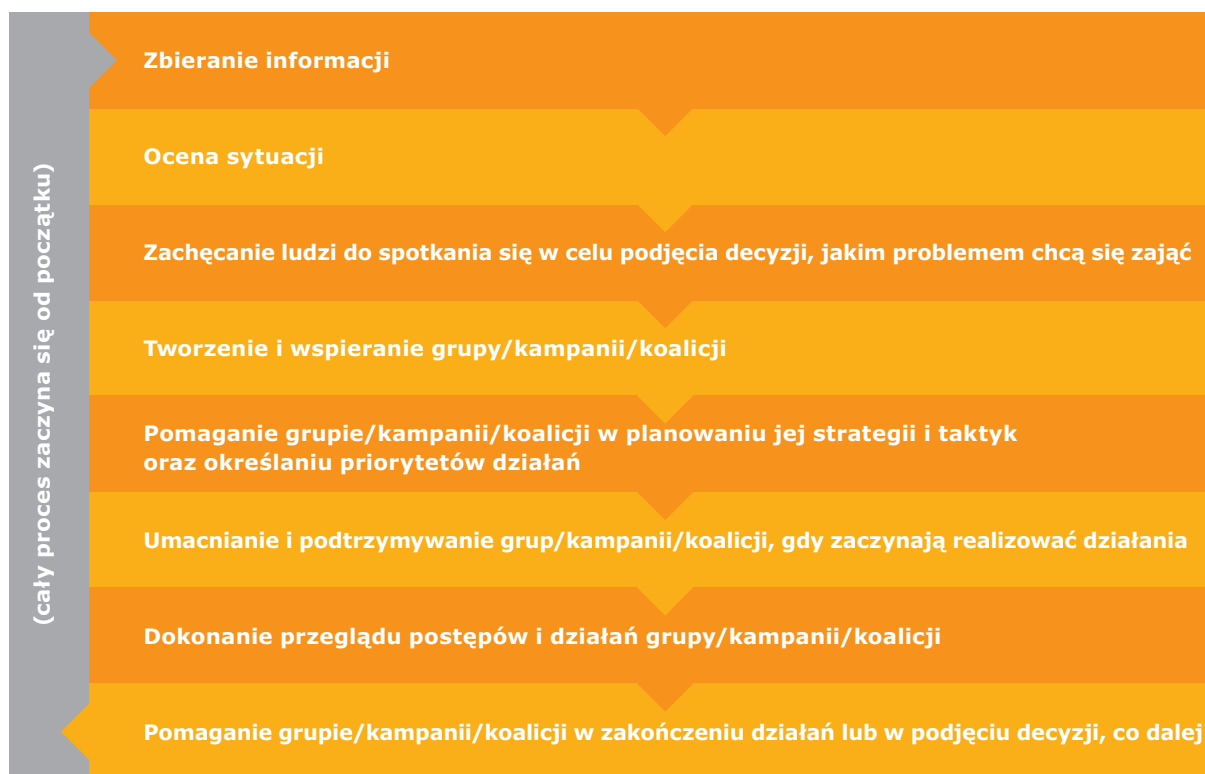 (cały proces zaczyna się od początku)
Zbieranie informacji
Ocena sytuacji
Zachęcanie ludzi do spotkania się w celu podjęcia decyzji, jakim problemem chcą się zająć
Tworzenie i wspieranie grupy/kampanii/koalicji
Pomaganie grupie/kampanii/koalicji w planowaniu jej strategii i taktyk
oraz określaniu priorytetów działań
Umacnianie i podtrzymywanie grup/kampanii/koalicji, gdy zaczynają realizować działania
Dokonanie przeglądu postępów i działań grupy/kampanii/koalicji
Pomaganie grupie/kampanii/koalicji w zakończeniu działań lub w podjęciu decyzji, co dalej